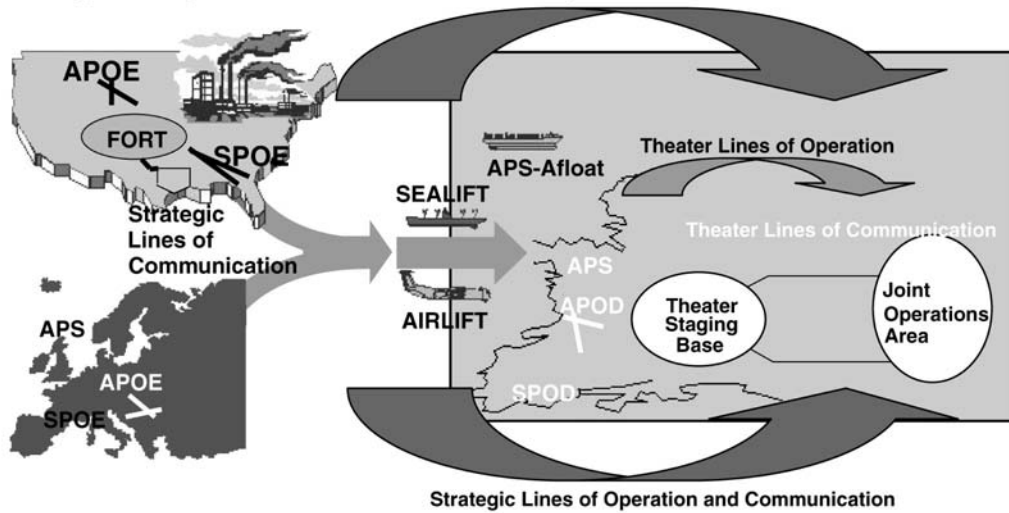 APOE
FORT
SPOE
Strategic
Lines of
Communication
APS
APOE
SPOE
SEALIFT
AIRLIFT
APS-Afloat
Theater Lines of Operation
Theater Lines of Communication
APS
APOD
SPOD
Theater
Staging
Base
Joint
Operations
Area
Strategic Lines of Operation and Communication